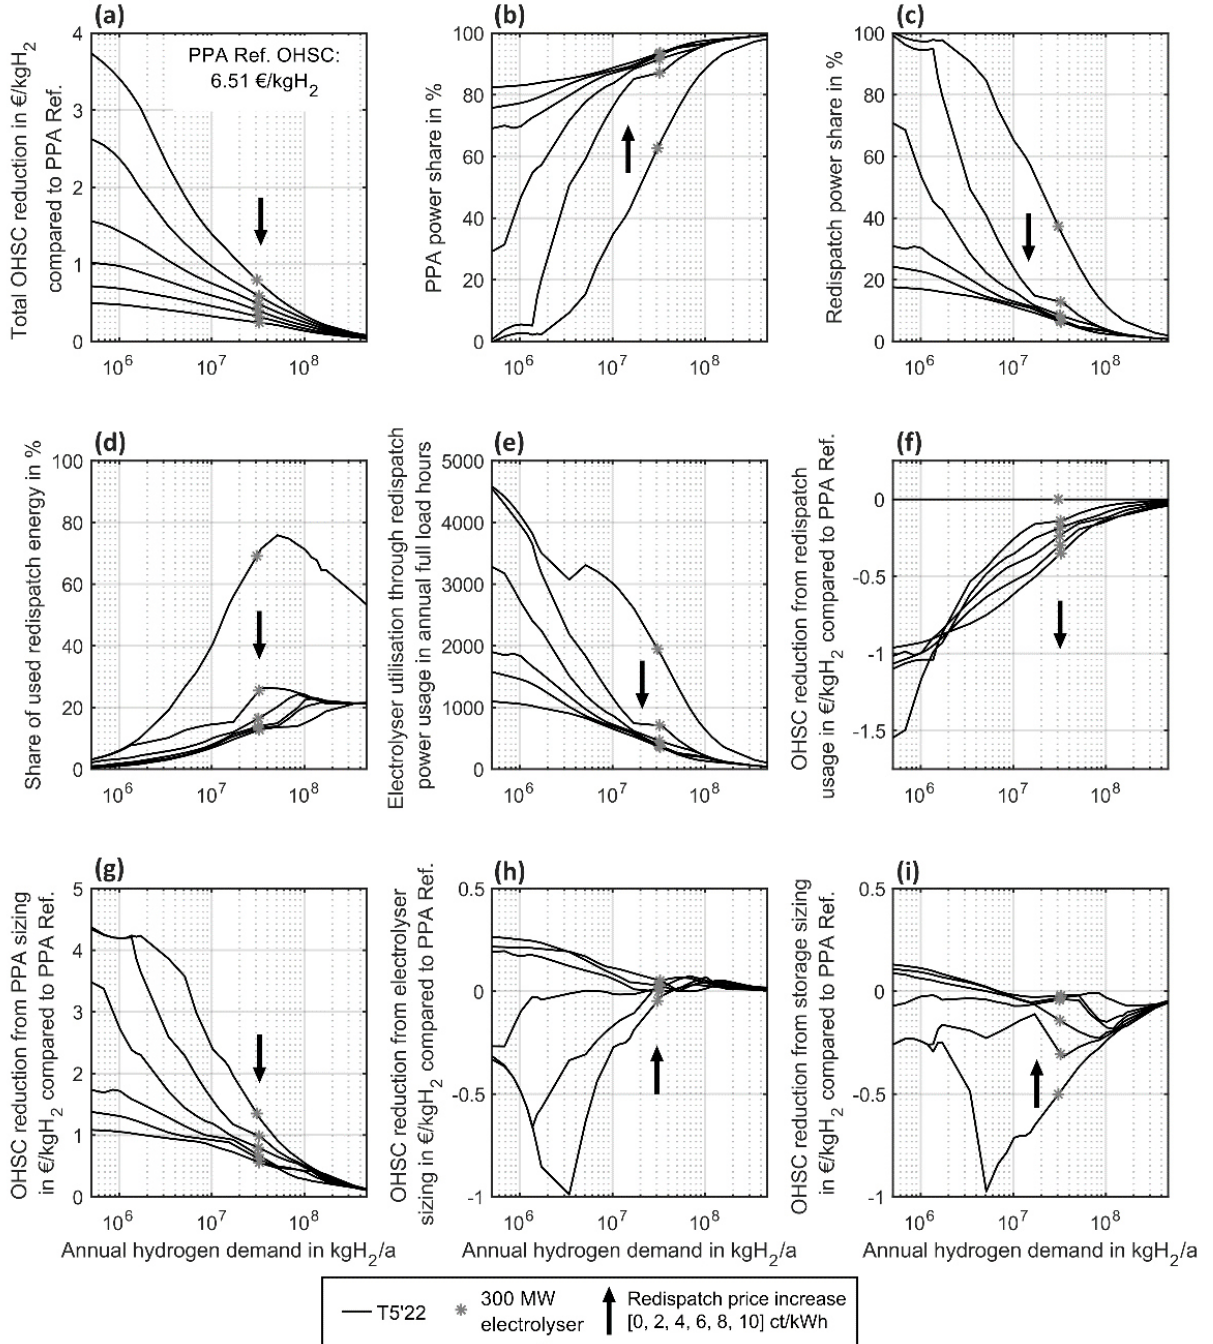 (a)
Total OHSC reduction in €/kgH2
compared to PPA Ref.
PPA Ref. OHSC:
6.51 €/kgH2
4
3
2
1
0
10^6
10^7
10^8
(b)
PPA power share in %
100
80
60
40
20
0
10^6
10^7
10^8
(c)
Redispatch power share in %
100
80
60
40
20
0
10^6
10^7
10^8
(d)
Share of used redispatch energy in %
100
80
60
40
20
0
10^6
10^7
10^8
(e)
Electrolyser utilisation through redispatch
power usage in annual full load hours
5000
4000
3000
2000
1000
0
10^6
10^7
10^8
(f)
OHSC reduction from redispatch
usage in €/kgH2 compared to PPA Ref.
0
-0.5
-1
-1.5
10^6
10^7
10^8
(g)
OHSC reduction from PPA sizing
in €/kgH2 compared to PPA Ref.
5
4
3
2
1
0
10^6
10^7
10^8
Annual hydrogen demand in kgH2/a
(h)
OHSC reduction from electrolyser
sizing in €/kgH2 compared to PPA Ref.
0.5
0
-0.5
-1
10^6
10^7
10^8
Annual hydrogen demand in kgH2/a
(i)
OHSC reduction from storage sizing
in €/kgH2 compared to PPA Ref.
0.5
0
-0.5
-1
10^6
10^7
10^8
Annual hydrogen demand in kgH2/a
T5'22
300 MW
electrolyser
Redispatch price increase
[0, 2, 4, 6, 8, 10] ct/kWh